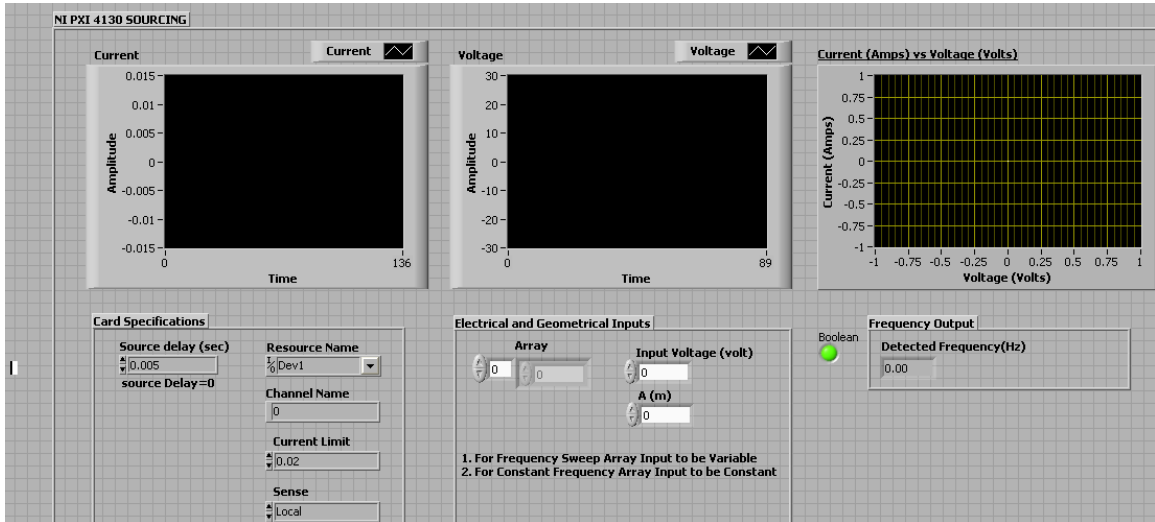 NI PXI 4130 SOURCING
Current
Current
Voltage
Voltage
Current (Amps) vs Voltage (Volts)
0.015
0.01
0.005
0
-0.005
-0.01
-0.015
Amplitude
0
136
Time
30
20
10
0
-10
-20
-30
Amplitude
0
89
Time
1
0.75
0.5
0.25
0
-0.25
-0.5
-0.75
-1
Current (Amps)
-1 -0.75 -0.5 -0.25 0 0.25 0.5 0.75 1
Voltage (Volts)
Card Specifications
Source delay (sec)
0.005
source Delay=0
Resource Name
I/0 Dev1
Channel Name
0
Current Limit
0.02
Sense
Local
Electrical and Geometrical Inputs
Array
0
0
Input Voltage (volt)
0
A (m)
0
1. For Frequency Sweep Array Input to be Variable
2. For Constant Frequency Array Input to be Constant
Boolean
Frequency Output
Detected Frequency(Hz)
0.00